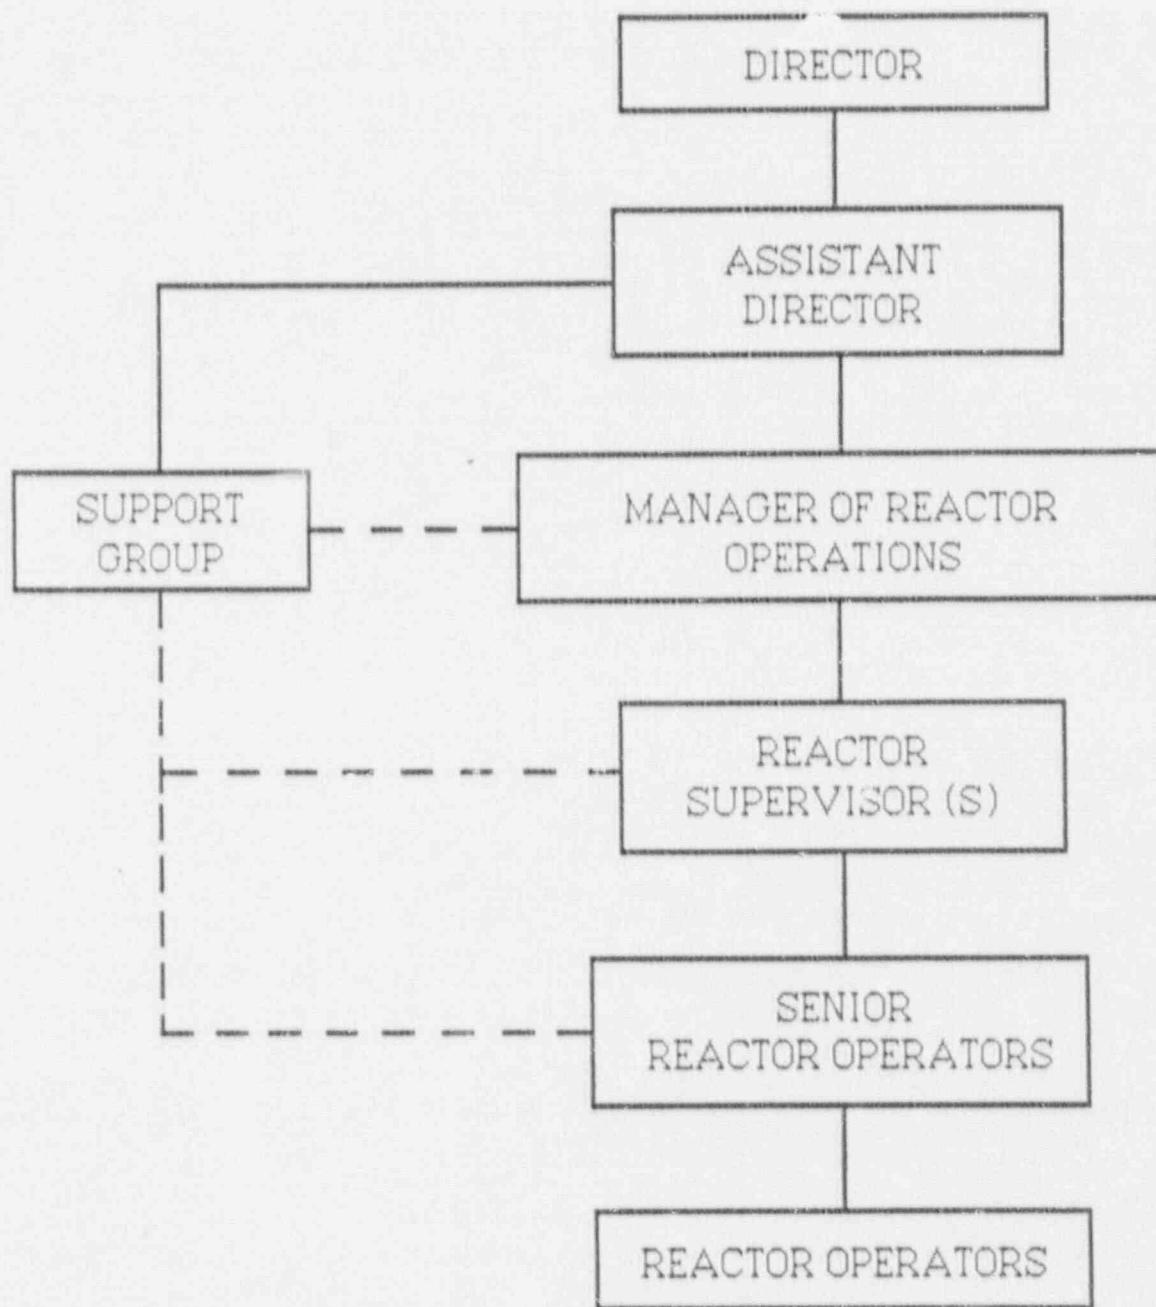 DIRECTOR
ASSISTANT
DIRECTOR
SUPPORT
GROUP
MANAGER OF REACTOR
OPERATIONS
REACTOR
SUPERVISOR (S)
SENIOR
REACTOR OPERATORS
REACTOR OPERATORS